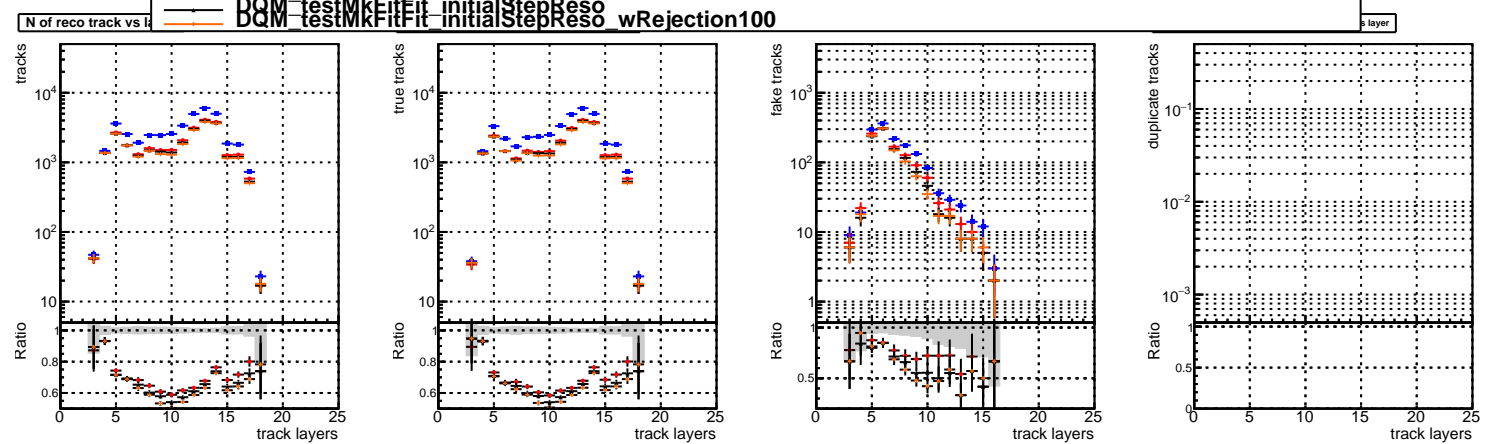 DQM_testMkFitFit_initialStepReso
DQM_testMkFitFit_initialStepReso_wRejection100
N of reco track vs la
s layer
tracks
10⁴
10³
10²
10
Ratio
1
0.8
0.6
0 5 10 15 20 25
track layers
true tracks
10⁴
10³
10²
10
Ratio
1
0.8
0.6
0 5 10 15 20 25
track layers
fake tracks
10³
10²
10
1
Ratio
1
0.5
0 5 10 15 20 25
track layers
duplicate tracks
10⁻¹
10⁻²
10⁻³
Ratio
1
0.5
0
0 5 10 15 20 25
track layers